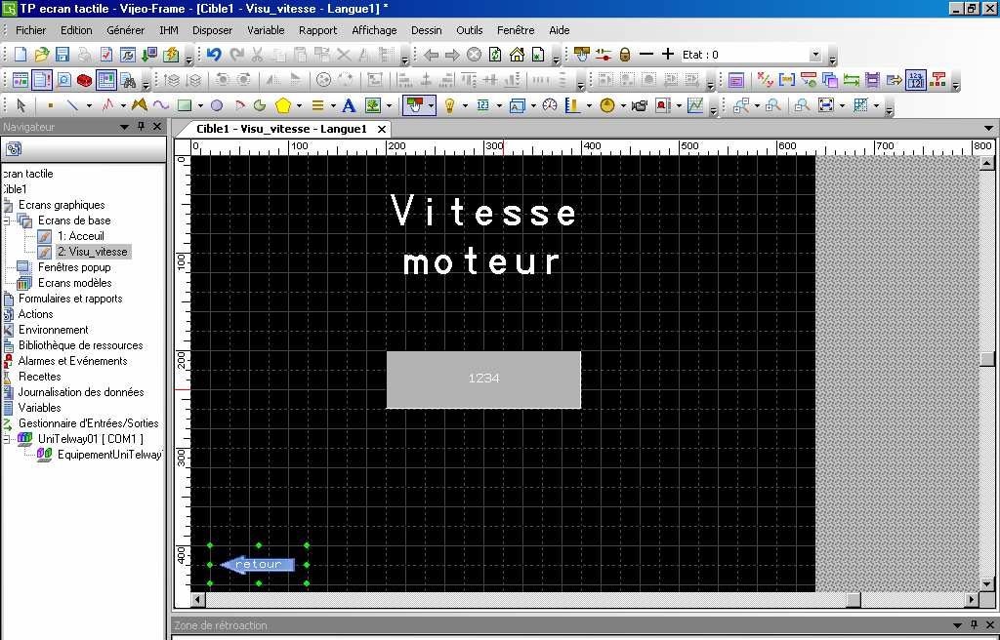 TP ecran tactile - Vijeo-Frame - [Cible1 - Visu_vitesse - Langue1] *
Fichier Edition Générer IHM Disposer Variable Rapport Affichage Dessin Outils Fenêtre Aide
Etat : 0
Navigateur
Cible1 - Visu_vitesse - Langue1
0 100 200 300 400 500 600 700 800
cran tactile
Cible1
Ecrans graphiques
Ecrans de base
1: Acceuil
2: Visu_vitesse
Fenêtres popup
Ecrans modèles
Formulaires et rapports
Actions
Environnement
Bibliothèque de ressources
Alarmes et Evénements
Recettes
Journalisation des données
Variables
Gestionnaire d'Entrées/Sorties
UniTelway01 [ COM1 ]
EquipementUniTelway
0
100
200
300
400
Vitesse
moteur
1234
retour
Zone de rétroaction